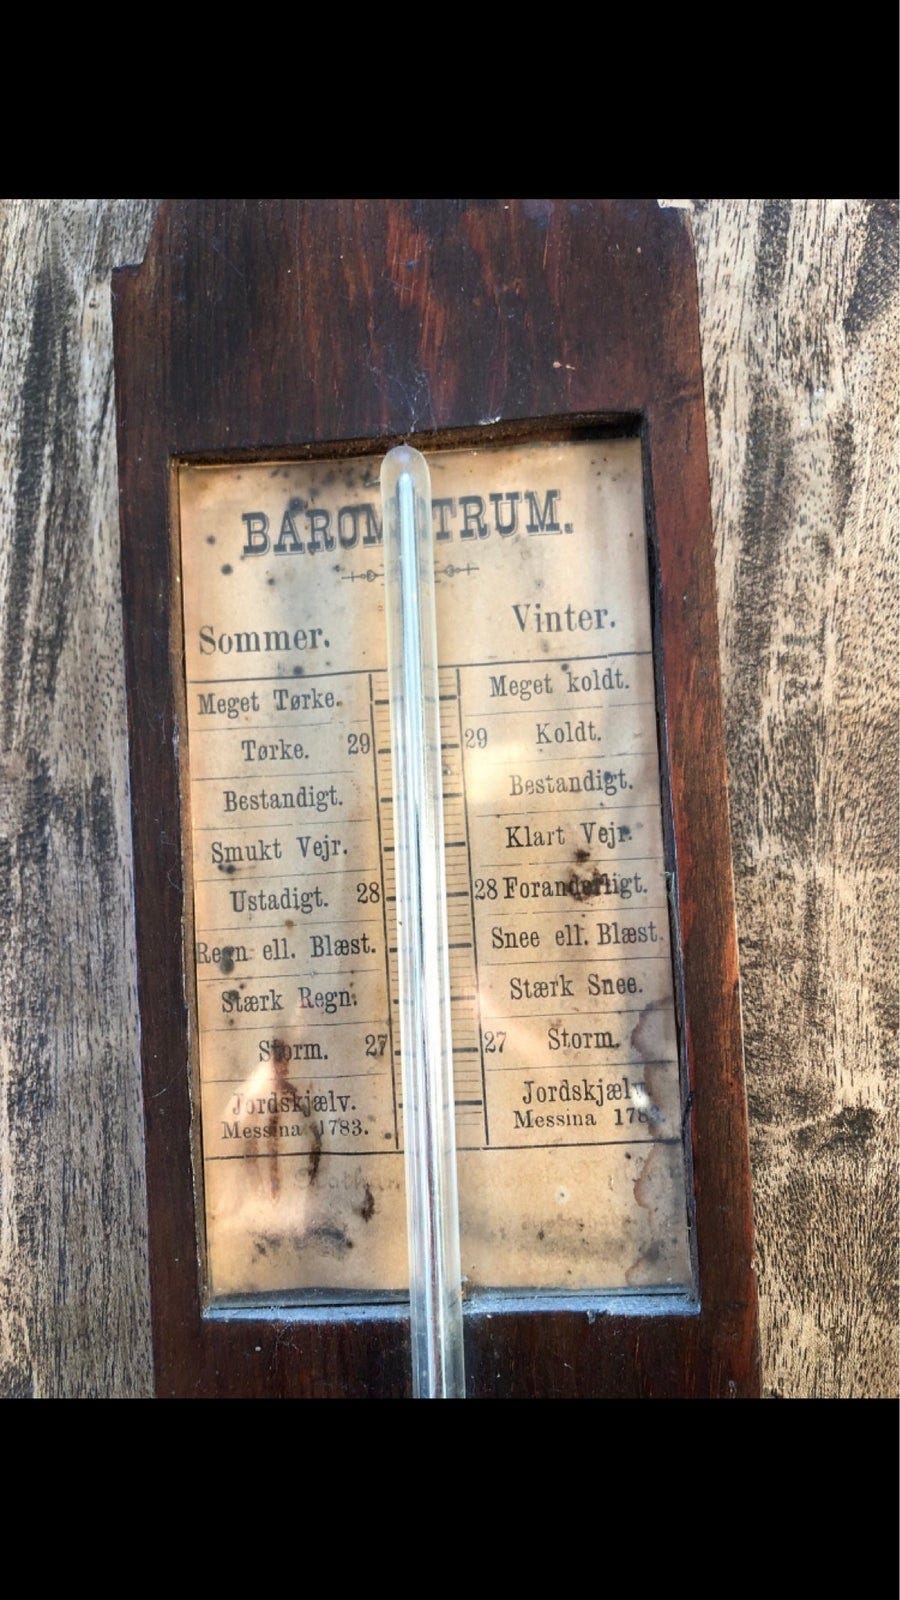 BAROMETRUM.
Sommer. Vinter.
Meget Tørke. Meget koldt.
Tørke. 29 29 Koldt.
Bestandigt. Bestandigt.
Smukt Vejr. Klart Vejr.
Ustadigt. 28 28 Foranderligt.
Regn ell. Blæst. Snee ell. Blæst.
Stærk Regn. Stærk Snee.
Storm. 27 27 Storm.
Jordskjælv. Jordskjælv
Messina 1783. Messina 1783.